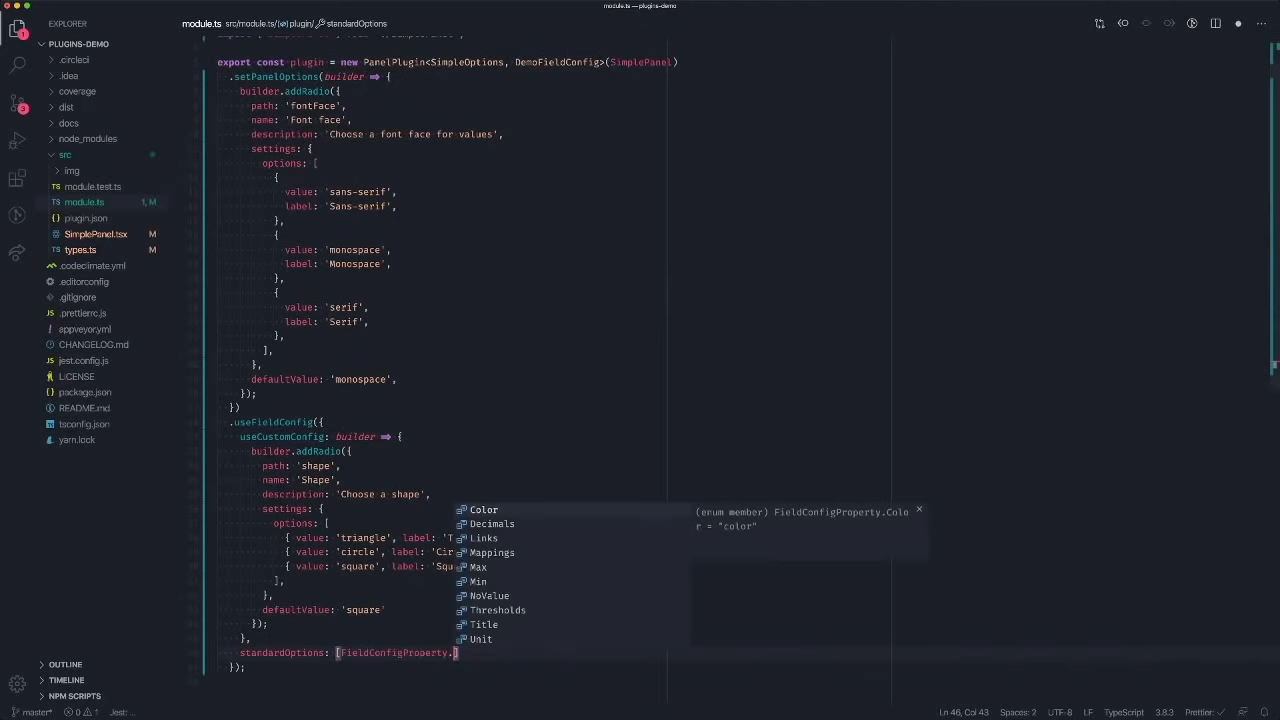 module.ts — plugins-demo
EXPLORER
PLUGINS-DEMO
.circleci
.idea
coverage
dist
docs
node_modules
src
img
module.test.ts
module.ts 1, M
plugin.json
SimplePanel.tsx M
types.ts M
.codeclimate.yml
.editorconfig
.gitignore
.prettierrc.js
appveyor.yml
CHANGELOG.md
jest.config.js
LICENSE
package.json
README.md
tsconfig.json
yarn.lock
OUTLINE
TIMELINE
NPM SCRIPTS
module.ts src/module.ts/plugin/standardOptions
export const plugin = new PanelPlugin<SimpleOptions, DemoFieldConfig>(SimplePanel)
.setPanelOptions(builder => {
builder.addRadio({
path: 'fontFace',
name: 'Font face',
description: 'Choose a font face for values',
settings: {
options: [
{
value: 'sans-serif',
label: 'Sans-serif',
},
{
value: 'monospace',
label: 'Monospace',
},
{
value: 'serif',
label: 'Serif',
},
],
},
defaultValue: 'monospace',
});
})
.useFieldConfig({
useCustomConfig: builder => {
builder.addRadio({
path: 'shape',
name: 'Shape',
description: 'Choose a shape',
settings: {
options: [
{ value: 'triangle', label: 'T
{ value: 'circle', label: 'Cir
{ value: 'square', label: 'Squ
],
},
defaultValue: 'square'
});
},
standardOptions: [FieldConfigProperty.]
});
Color
Decimals
Links
Mappings
Max
Min
NoValue
Thresholds
Title
Unit
(enum member) FieldConfigProperty.Colo
r = "color"
master* 0 1 Jest: ...
Ln 46, Col 43 Spaces: 2 UTF-8 LF TypeScript 3.8.3 Prettier: ✓